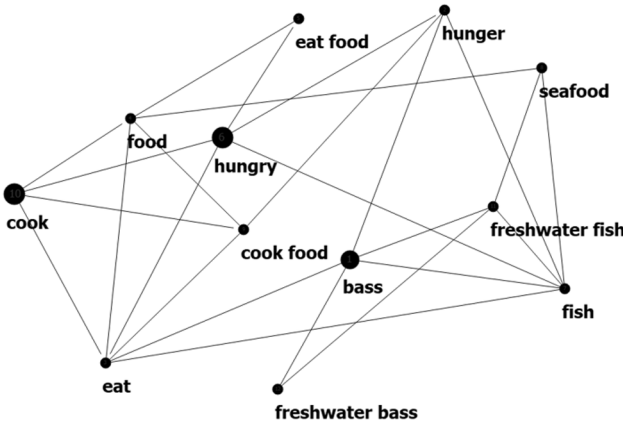 hunger
eat food
seafood
food
hungry
cook
freshwater fish
cook food
bass
fish
eat
freshwater bass